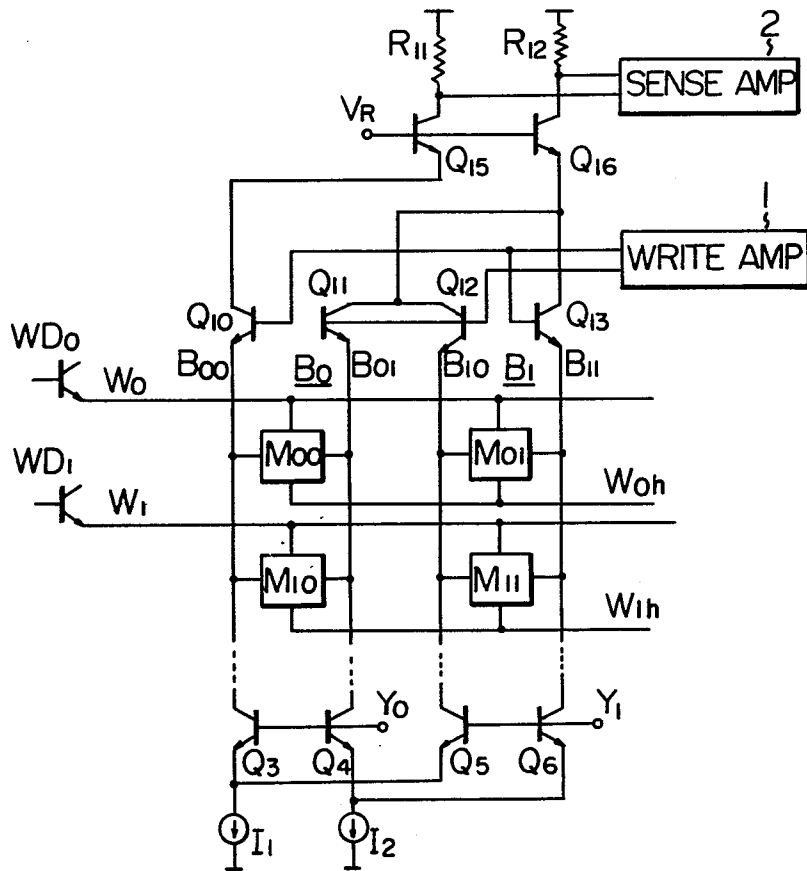 R11 R12 2
SENSE AMP
VR
Q15 Q16
1
WRITE AMP
Q10 Q11 Q12 Q13
WD0
B00 B0 B01 B10 B1 B11
W0
M00 M01
WD1
W0h
W1
M10 M11
W1h
Y0 Y1
Q3 Q4 Q5 Q6
I1 I2